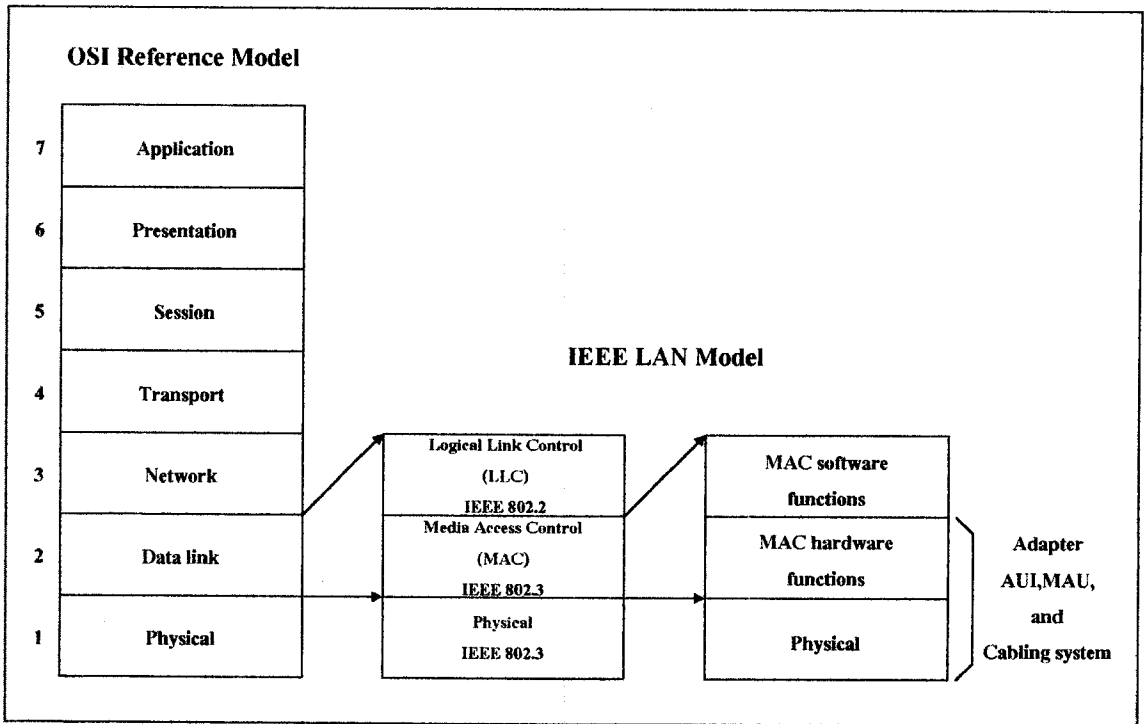 OSI Reference Model
7 Application
6 Presentation
5 Session
4 Transport
3 Network
2 Data link
1 Physical
IEEE LAN Model
Logical Link Control
(LLC)
IEEE 802.2
Media Access Control
(MAC)
IEEE 802.3
Physical
IEEE 802.3
MAC software
functions
MAC hardware
functions
Physical
Adapter
AUI,MAU,
and
Cabling system